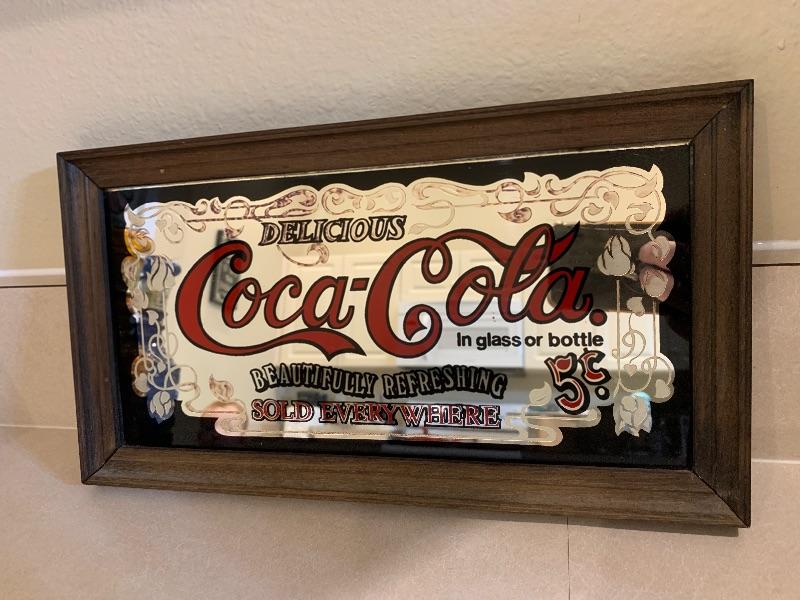 DELICIOUS
Coca-Cola.
In glass or bottle
5¢.
BEAUTIFULLY REFRESHING
SOLD EVERYWHERE